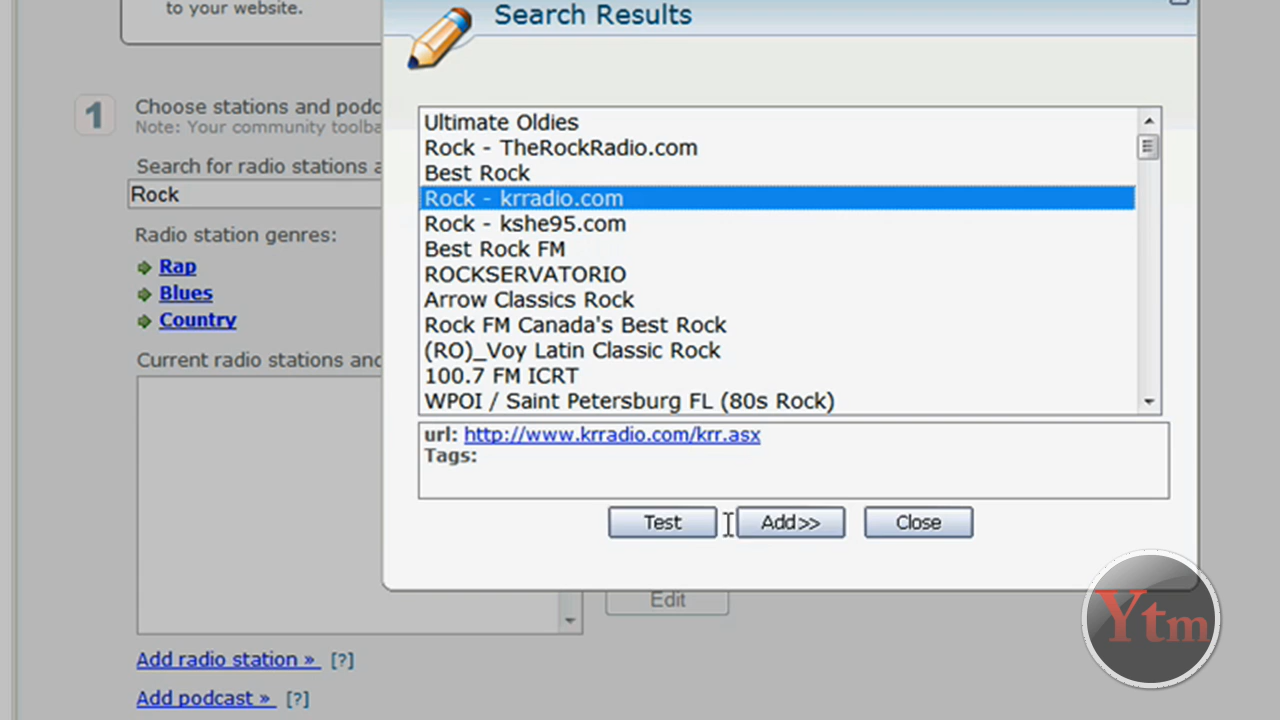 to your website.
Search Results
1
Choose stations and podc
Note: Your community toolba
Search for radio stations a
Rock
Radio station genres:
Rap
Blues
Country
Current radio stations and
Ultimate Oldies
Rock - TheRockRadio.com
Best Rock
Rock - krradio.com
Rock - kshe95.com
Best Rock FM
ROCKSERVATORIO
Arrow Classics Rock
Rock FM Canada's Best Rock
(RO)_Voy Latin Classic Rock
100.7 FM ICRT
WPOI / Saint Petersburg FL (80s Rock)
url: http://www.krradio.com/krr.asx
Tags:
Test
Add>>
Close
Edit
Add radio station » [?]
Add podcast » [?]
Ytm